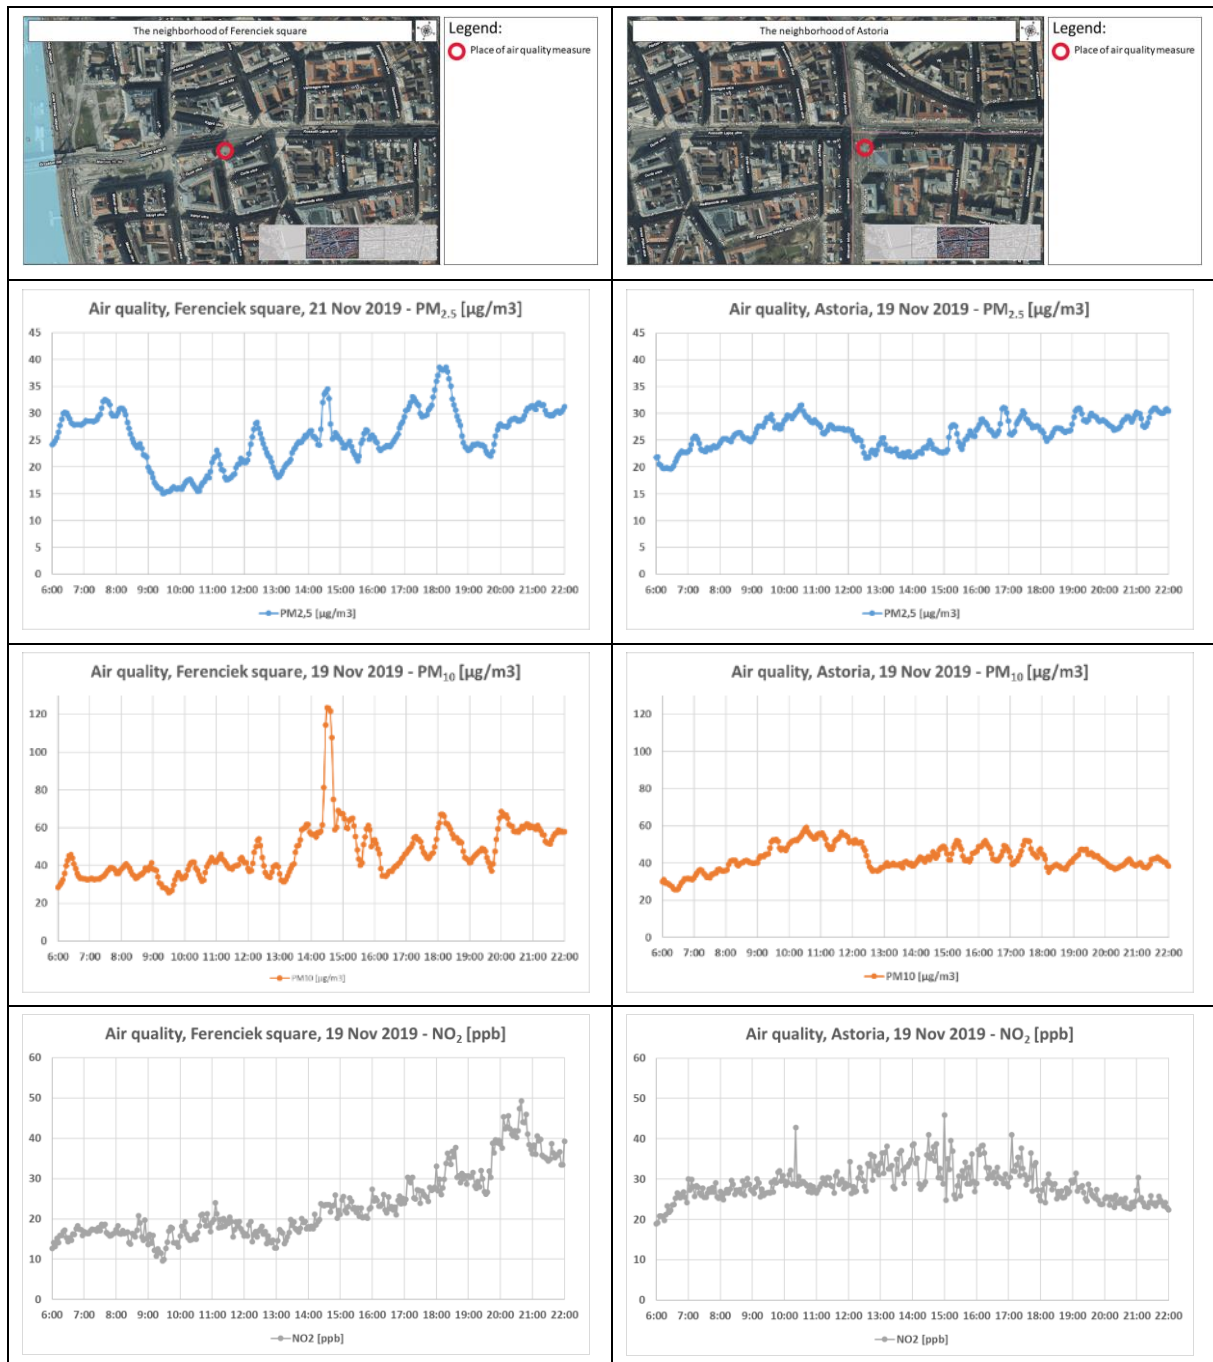 The neighborhood of Ferenciek square
Legend:
Place of air quality measure
The neighborhood of Astoria
Legend:
Place of air quality measure
Air quality, Ferenciek square, 21 Nov 2019 - PM2.5 [µg/m3]
45
40
35
30
25
20
15
10
5
0
6:00 7:00 8:00 9:00 10:00 11:00 12:00 13:00 14:00 15:00 16:00 17:00 18:00 19:00 20:00 21:00 22:00
PM2,5 [µg/m3]
Air quality, Astoria, 19 Nov 2019 - PM2.5 [µg/m3]
45
40
35
30
25
20
15
10
5
0
6:00 7:00 8:00 9:00 10:00 11:00 12:00 13:00 14:00 15:00 16:00 17:00 18:00 19:00 20:00 21:00 22:00
PM2,5 [µg/m3]
Air quality, Ferenciek square, 19 Nov 2019 - PM10 [µg/m3]
120
100
80
60
40
20
0
6:00 7:00 8:00 9:00 10:00 11:00 12:00 13:00 14:00 15:00 16:00 17:00 18:00 19:00 20:00 21:00 22:00
PM10 [µg/m3]
Air quality, Astoria, 19 Nov 2019 - PM10 [µg/m3]
120
100
80
60
40
20
0
6:00 7:00 8:00 9:00 10:00 11:00 12:00 13:00 14:00 15:00 16:00 17:00 18:00 19:00 20:00 21:00 22:00
PM10 [µg/m3]
Air quality, Ferenciek square, 19 Nov 2019 - NO2 [ppb]
60
50
40
30
20
10
0
6:00 7:00 8:00 9:00 10:00 11:00 12:00 13:00 14:00 15:00 16:00 17:00 18:00 19:00 20:00 21:00 22:00
NO2 [ppb]
Air quality, Astoria, 19 Nov 2019 - NO2 [ppb]
60
50
40
30
20
10
0
6:00 7:00 8:00 9:00 10:00 11:00 12:00 13:00 14:00 15:00 16:00 17:00 18:00 19:00 20:00 21:00 22:00
NO2 [ppb]